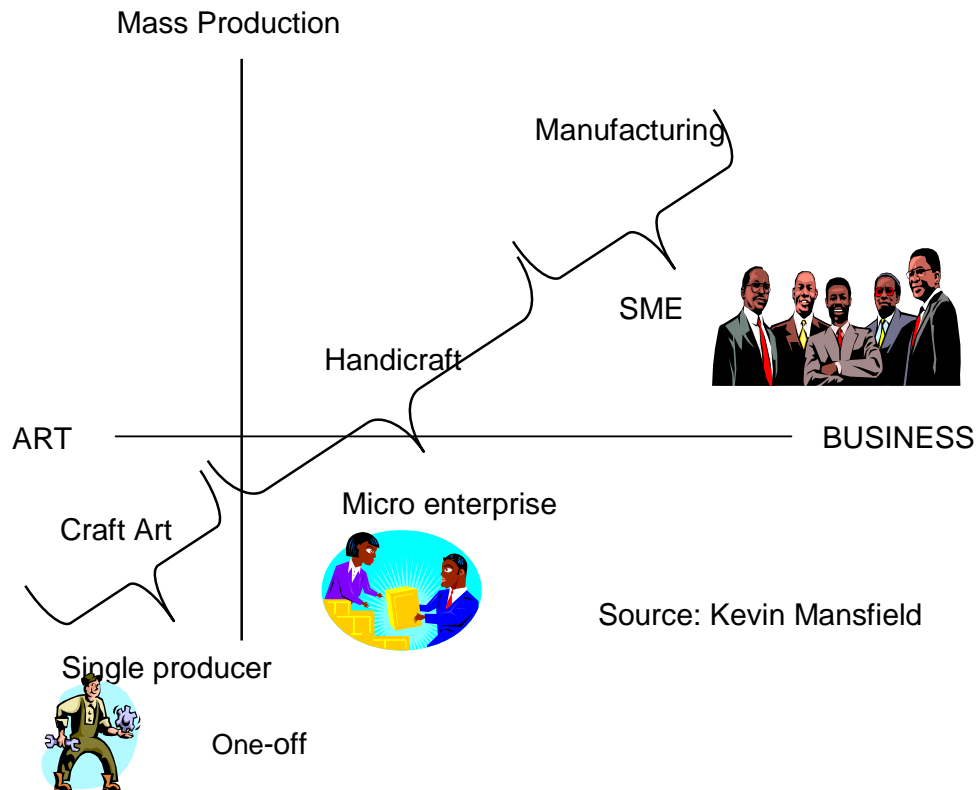 Mass Production
Manufacturing
SME
Handicraft
ART
BUSINESS
Micro enterprise
Craft Art
Source: Kevin Mansfield
Single producer
One-off